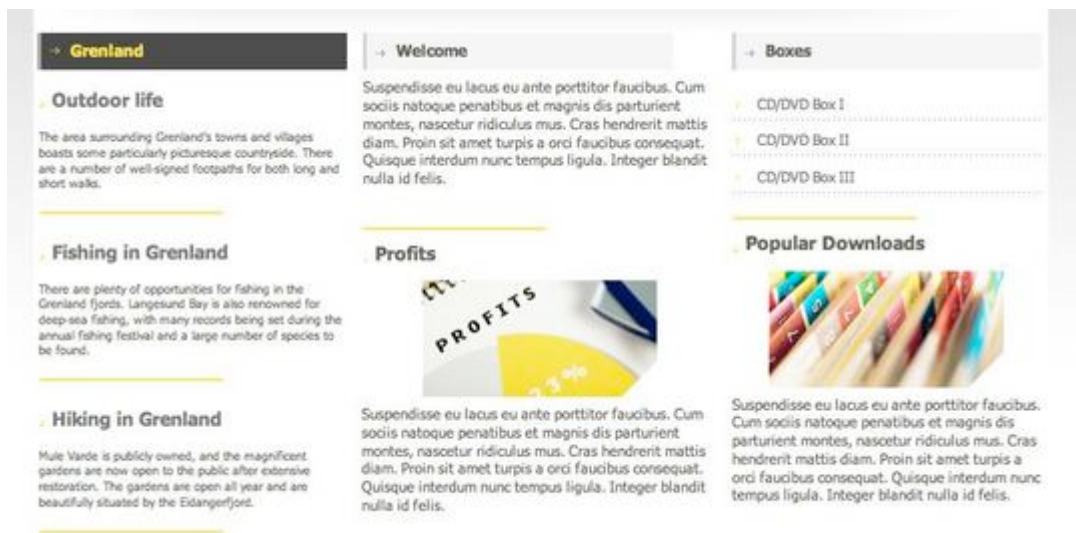 Grenland
Outdoor life
The area surrounding Grenland's towns and villages
boasts some particularly picturesque countryside. There
are a number of well-signed footpaths for both long and
short walks.
Fishing in Grenland
There are plenty of opportunities for fishing in the
Grenland fjords. Langesund Bay is also renowned for
deep-sea fishing, with many records being set during the
annual fishing festival and a large number of species to
be found.
Hiking in Grenland
Mule Varde is publicly owned, and the magnificent
gardens are now open to the public after extensive
restoration. The gardens are open all year and are
beautifully situated by the Eidangerfjord.
Welcome
Suspendisse eu lacus eu ante porttitor faucibus. Cum
sociis natoque penatibus et magnis dis parturient
montes, nascetur ridiculus mus. Cras hendrerit mattis
diam. Proin sit amet turpis a orci faucibus consequat.
Quisque interdum nunc tempus ligula. Integer blandit
nulla id felis.
Profits
PROFITS
23%
Suspendisse eu lacus eu ante porttitor faucibus. Cum
sociis natoque penatibus et magnis dis parturient
montes, nascetur ridiculus mus. Cras hendrerit mattis
diam. Proin sit amet turpis a orci faucibus consequat.
Quisque interdum nunc tempus ligula. Integer blandit
nulla id felis.
Boxes
CD/DVD Box I
CD/DVD Box II
CD/DVD Box III
Popular Downloads
Suspendisse eu lacus eu ante porttitor faucibus.
Cum sociis natoque penatibus et magnis dis
parturient montes, nascetur ridiculus mus. Cras
hendrerit mattis diam. Proin sit amet turpis a
orci faucibus consequat. Quisque interdum nunc
tempus ligula. Integer blandit nulla id felis.